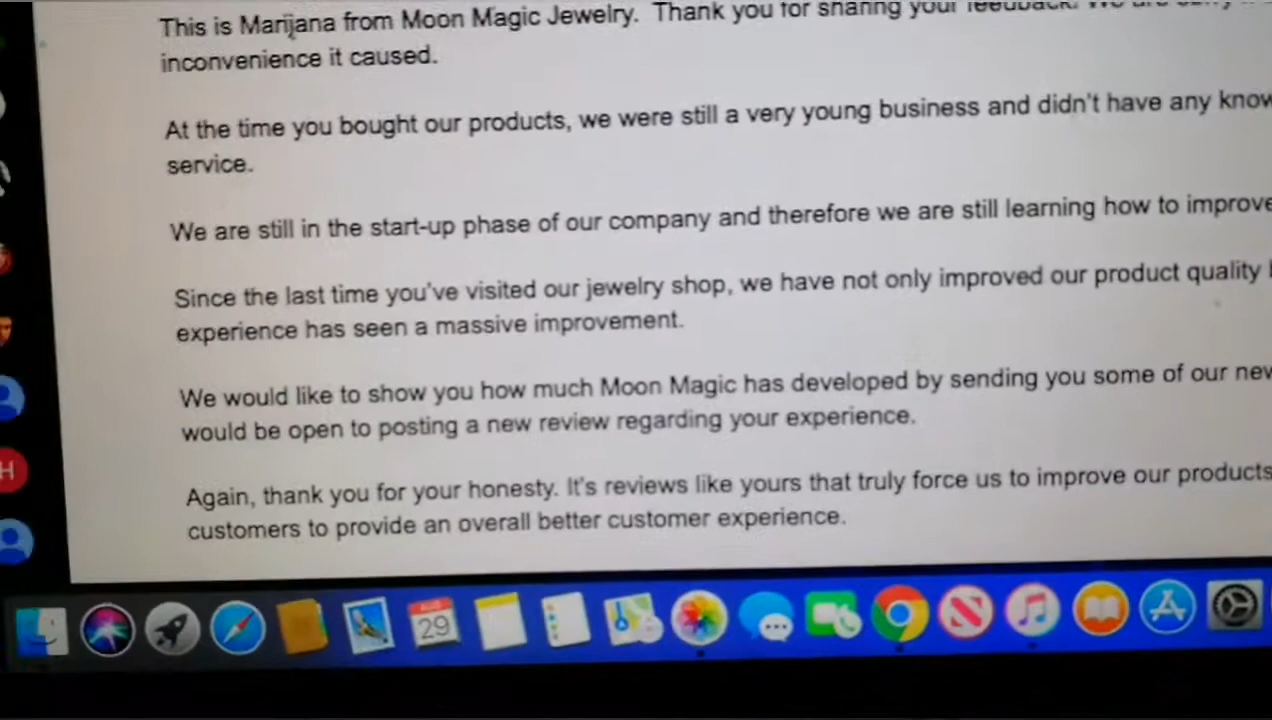 This is Marijana from Moon Magic Jewelry. Thank you for sharing your feedback. We are
inconvenience it caused.
At the time you bought our products, we were still a very young business and didn't have any
service.
We are still in the start-up phase of our company and therefore we are still learning how to improve
Since the last time you've visited our jewelry shop, we have not only improved our product quality
experience has seen a massive improvement.
We would like to show you how much Moon Magic has developed by sending you some of our
would be open to posting a new review regarding your experience.
Again, thank you for your honesty. It's reviews like yours that truly force us to improve our products
customers to provide an overall better customer experience.
H
AUG
29